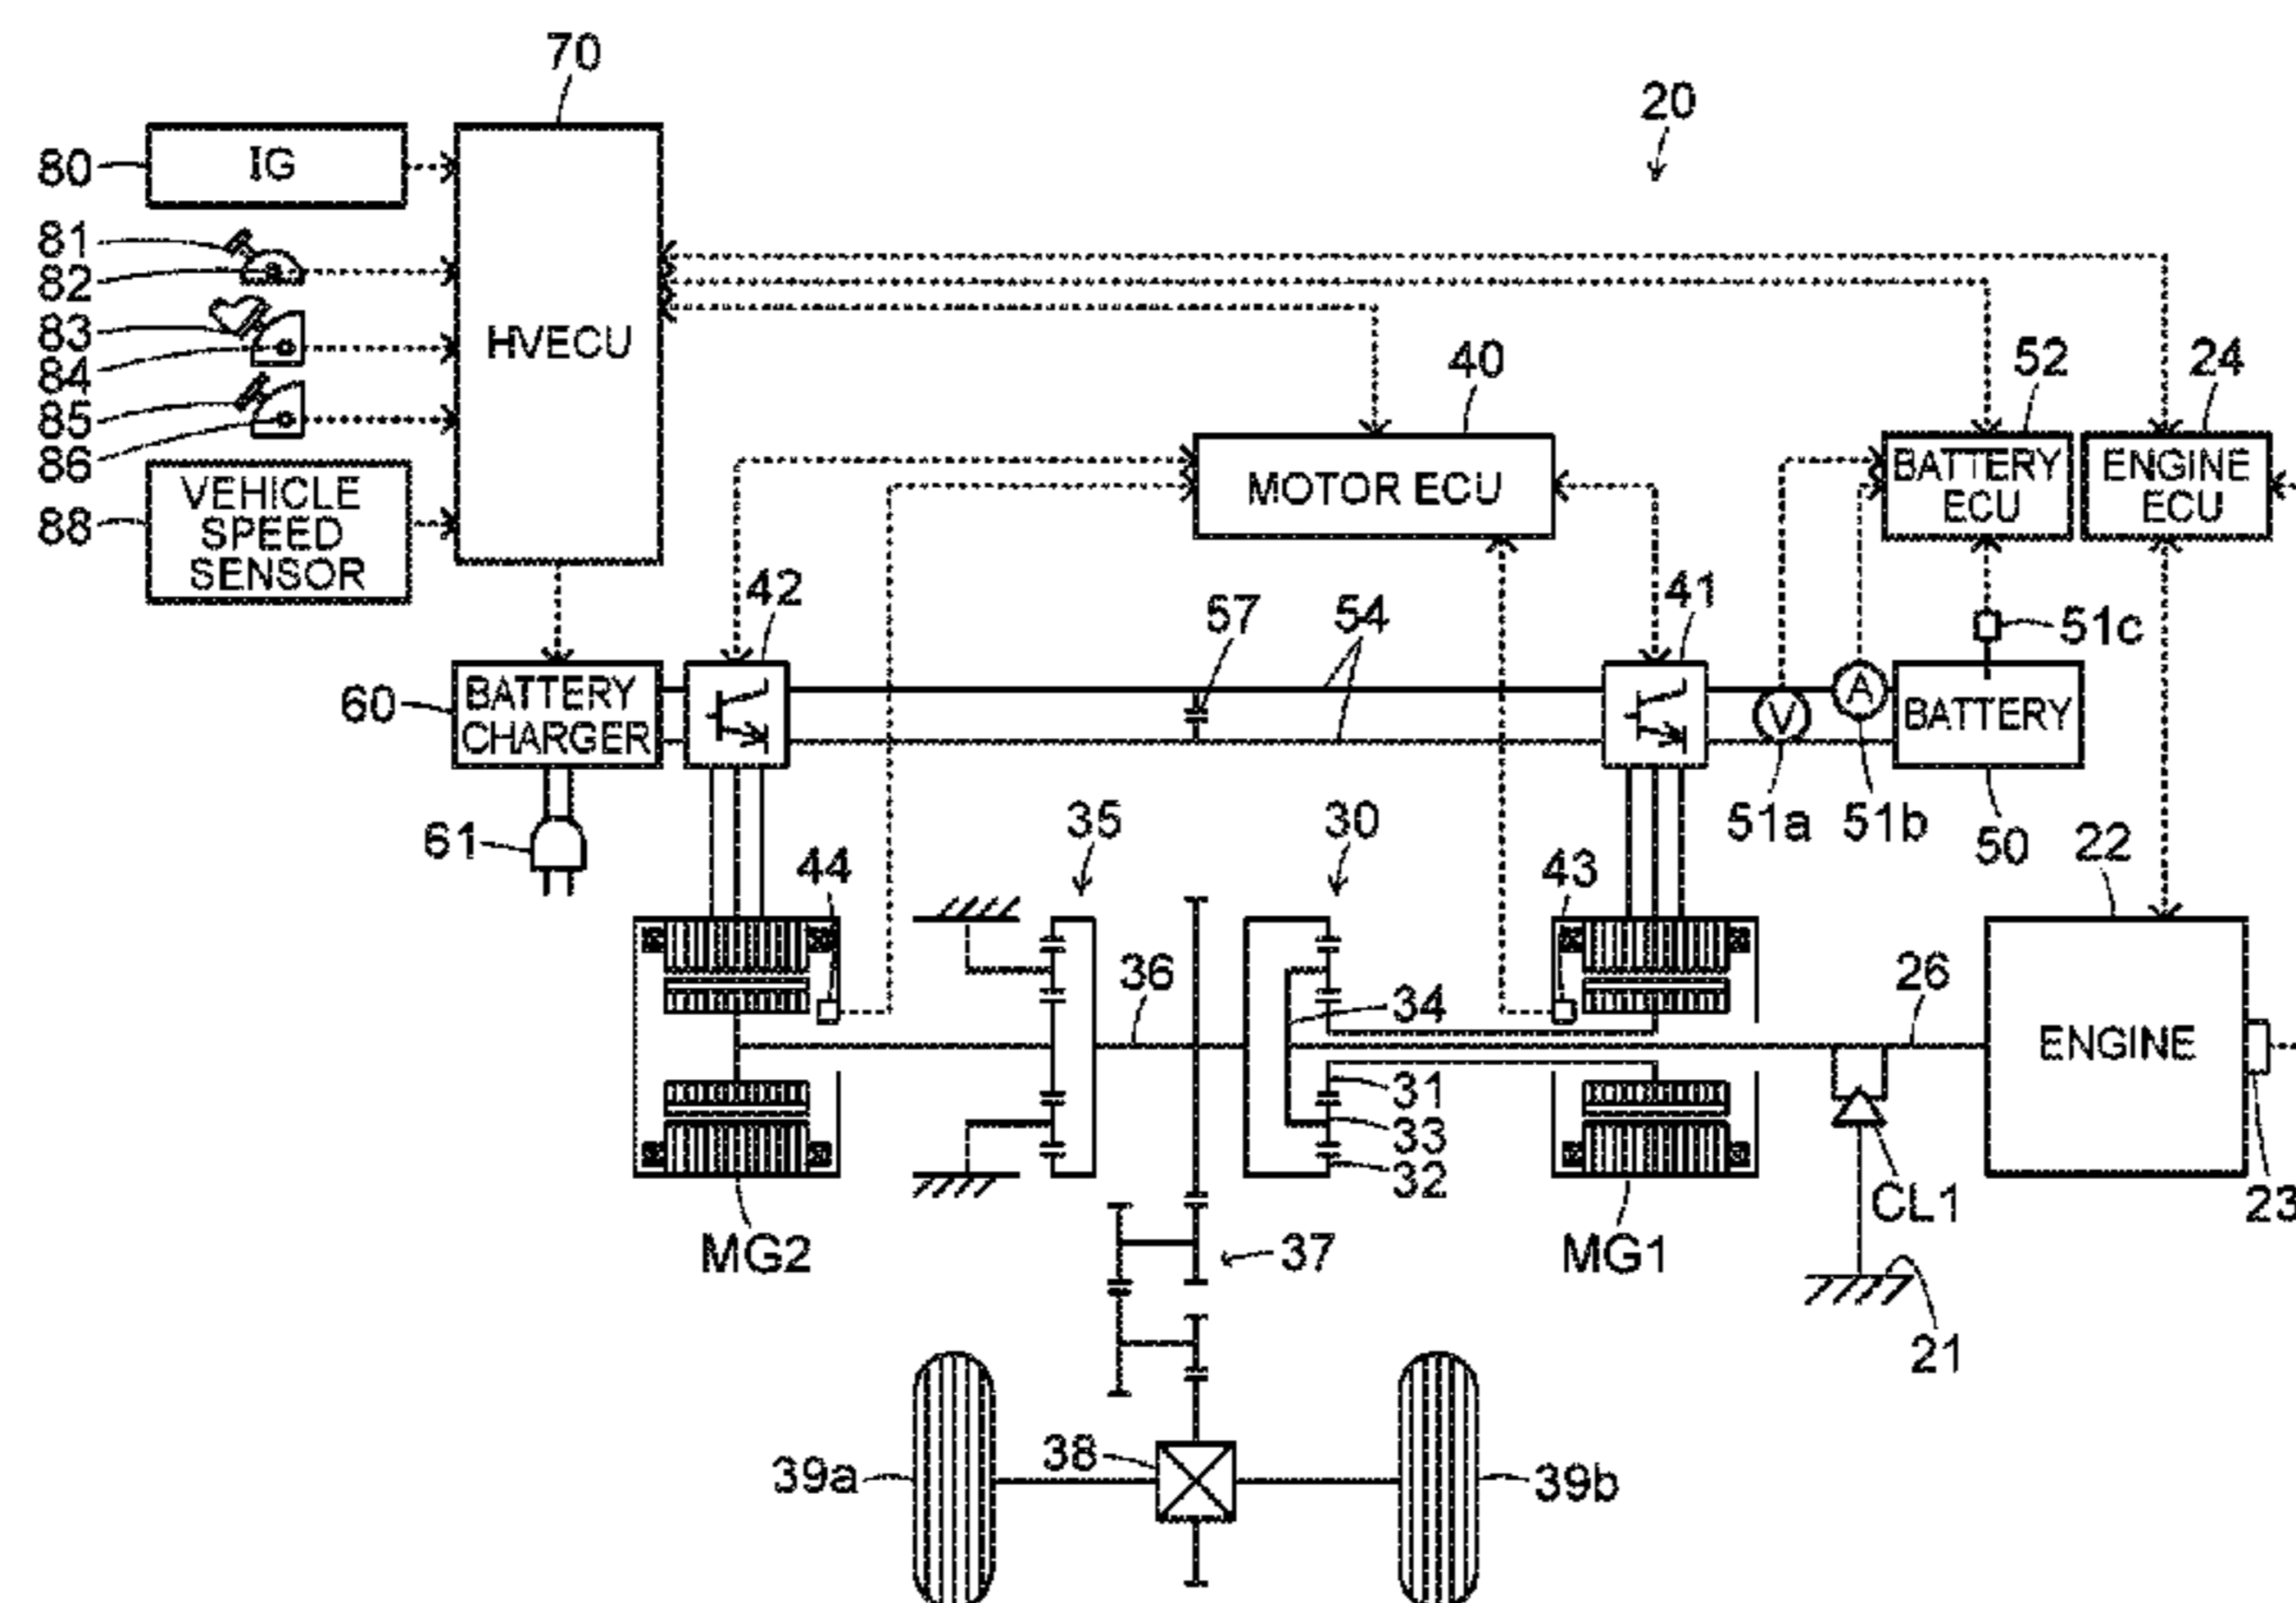 70
20
80
IG
81
82
83
84
85
86
HVECU
40
52
24
MOTOR ECU
BATTERY
ECU
ENGINE
ECU
88
VEHICLE
SPEED
SENSOR
42
57
54
41
51c
60
BATTERY
CHARGER
V
A
BATTERY
61
44
35
30
43
51a
51b
50
22
36
34
26
ENGINE
31
33
32
CL1
23
MG2
37
MG1
21
38
39a
39b